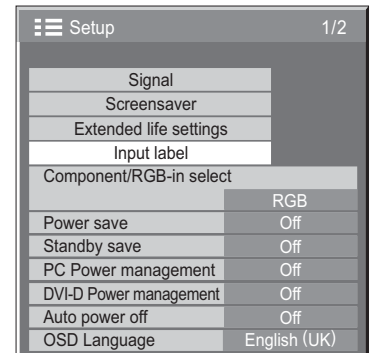 Setup 1/2
Signal
Screensaver
Extended life settings
Input label
Component/RGB-in select
RGB
Power save Off
Standby save Off
PC Power management Off
DVI-D Power management Off
Auto power off Off
OSD Language English (UK)